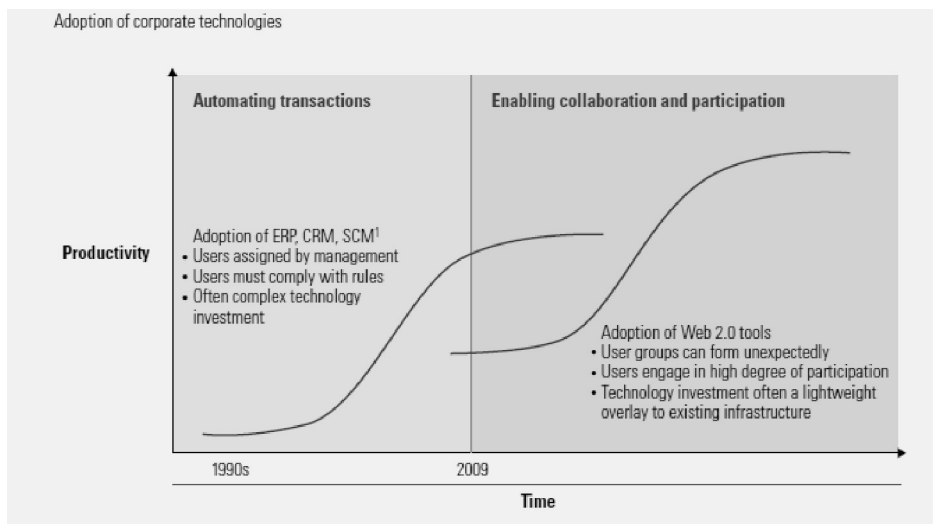 Adoption of corporate technologies
Automating transactions
Enabling collaboration and participation
Productivity
Adoption of ERP, CRM, SCM¹
• Users assigned by management
• Users must comply with rules
• Often complex technology
investment
Adoption of Web 2.0 tools
• User groups can form unexpectedly
• Users engage in high degree of participation
• Technology investment often a lightweight
overlay to existing infrastructure
1990s
2009
Time